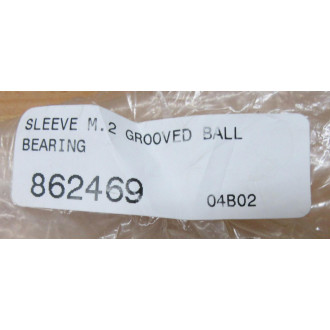 SLEEVE M.2 GROOVED BALL
BEARING
862469 04B02